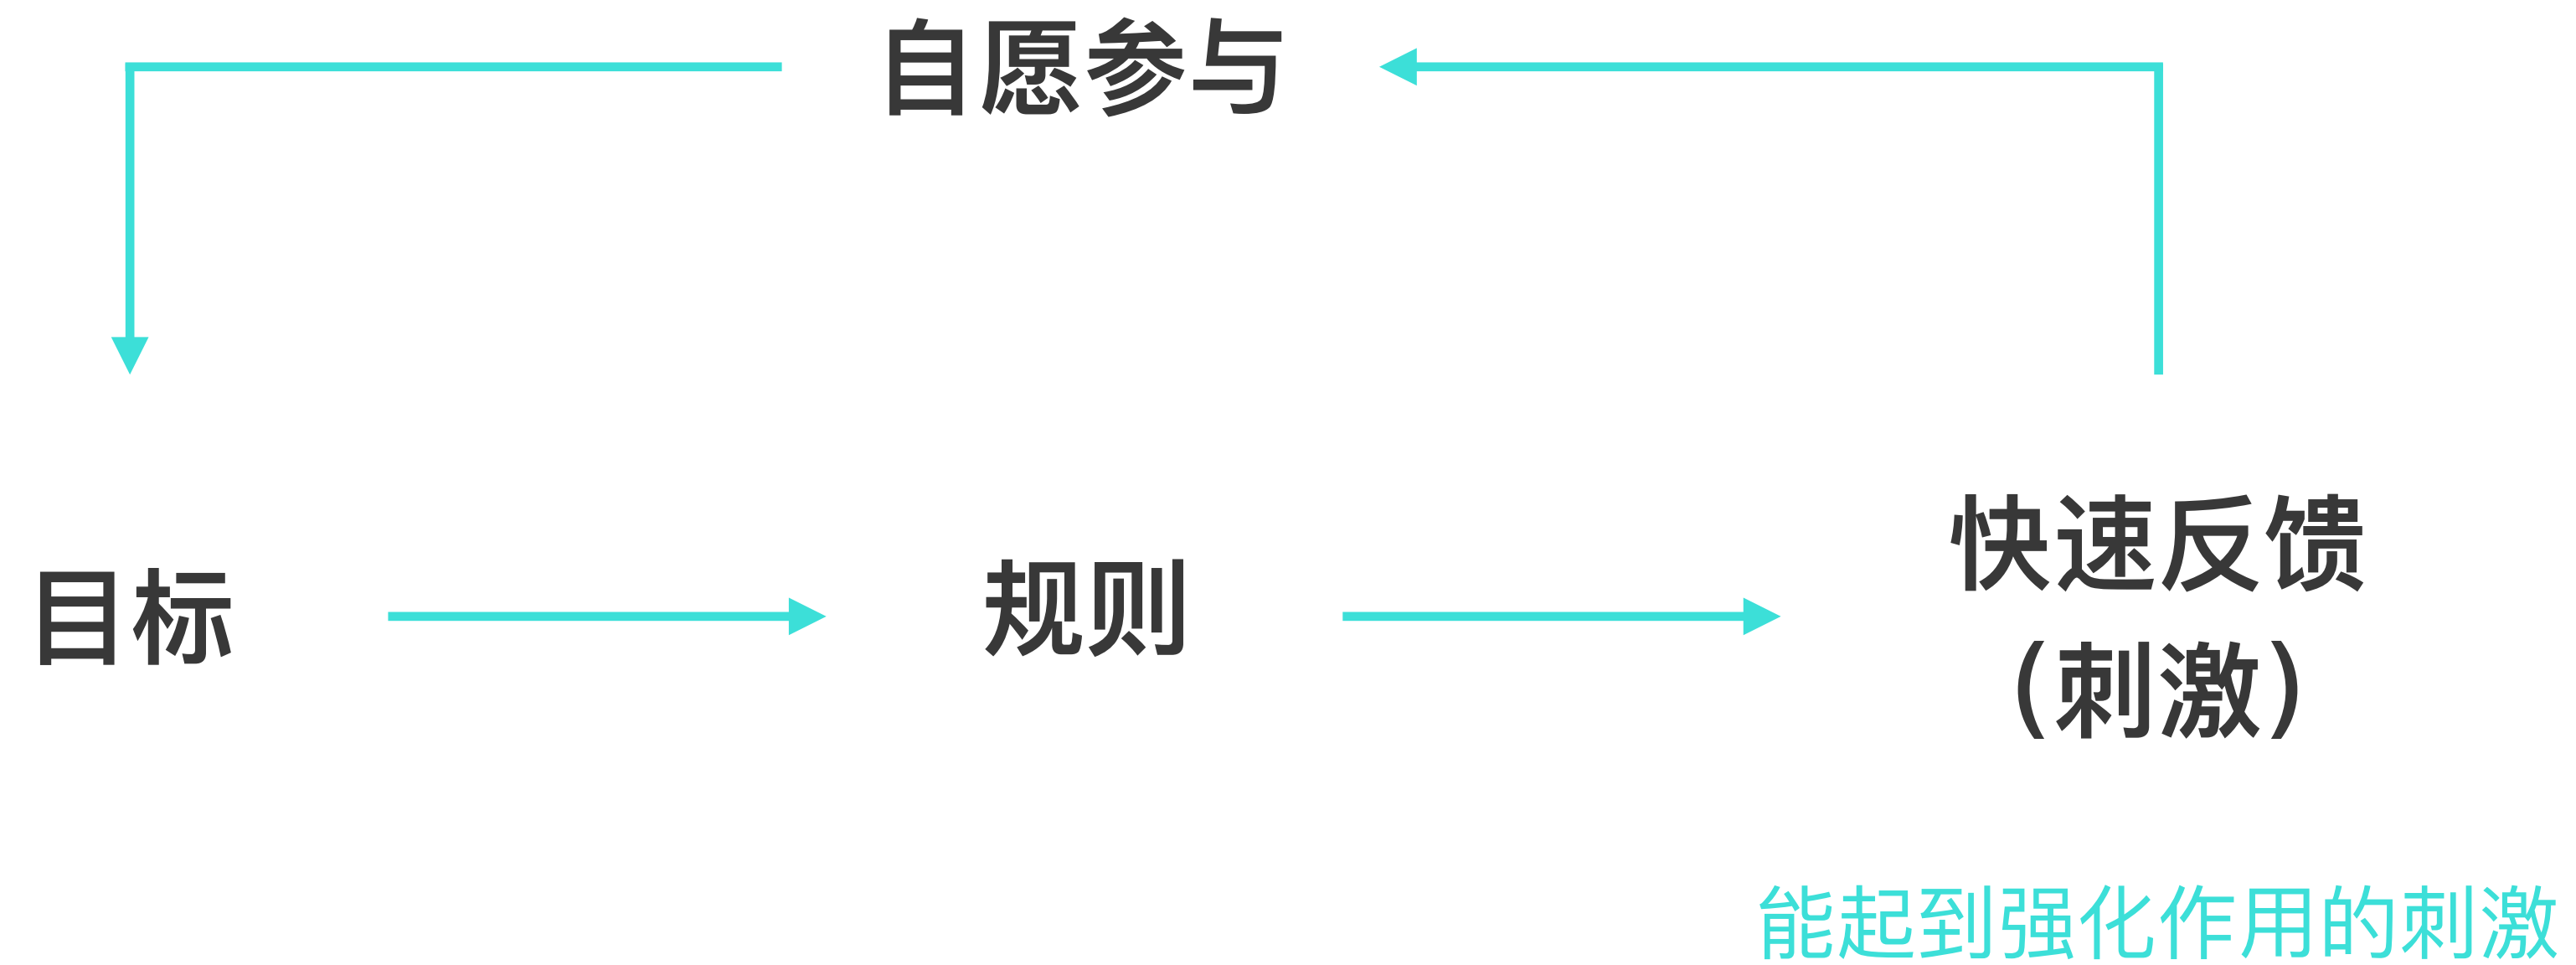 自愿参与
目标
规则
快速反馈
（刺激）
能起到强化作用的刺激